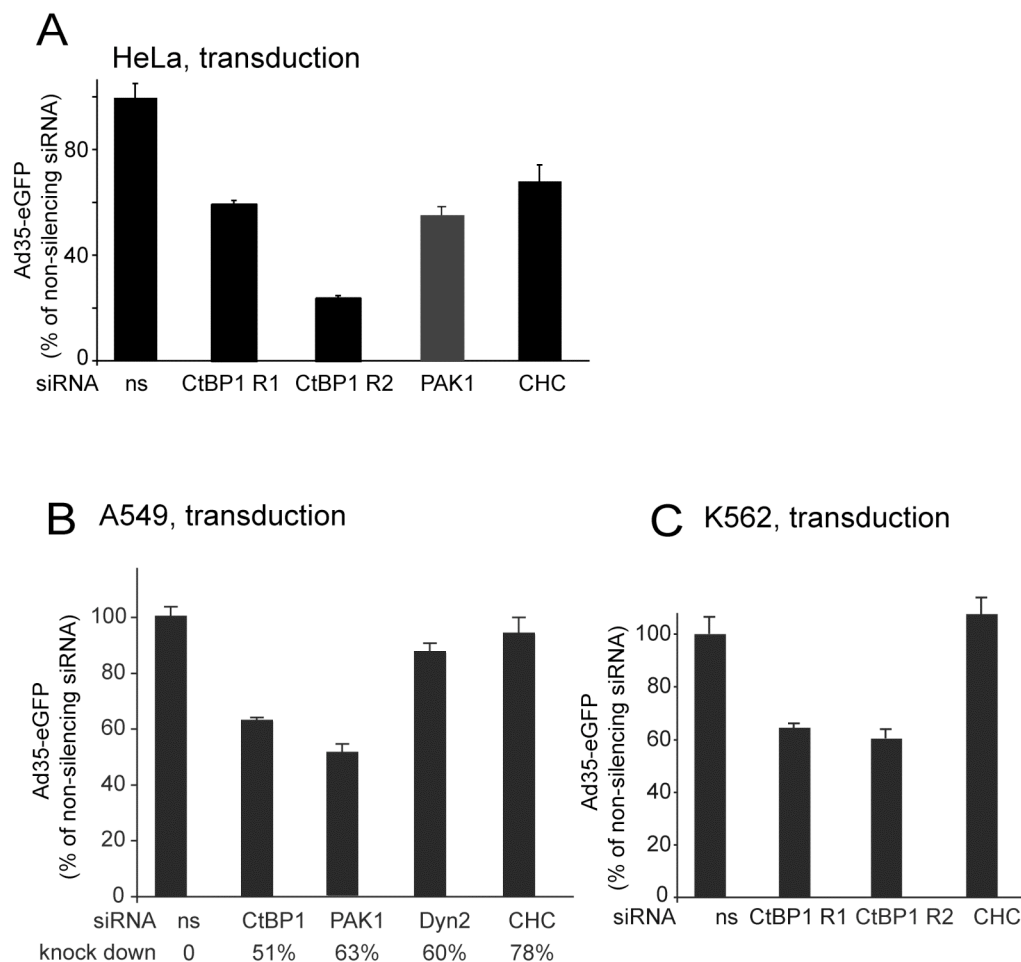 A
HeLa, transduction
Ad35-eGFP
(% of non-silencing siRNA)
80
40
0
siRNA ns CtBP1 R1 CtBP1 R2 PAK1 CHC
B A549, transduction
Ad35-eGFP
(% of non-silencing siRNA)
100
80
60
40
20
0
siRNA ns CtBP1 PAK1 Dyn2 CHC
knock down 0 51% 63% 60% 78%
C K562, transduction
Ad35-eGFP
(% of non-silencing siRNA)
100
80
60
40
20
0
siRNA ns CtBP1 R1 CtBP1 R2 CHC